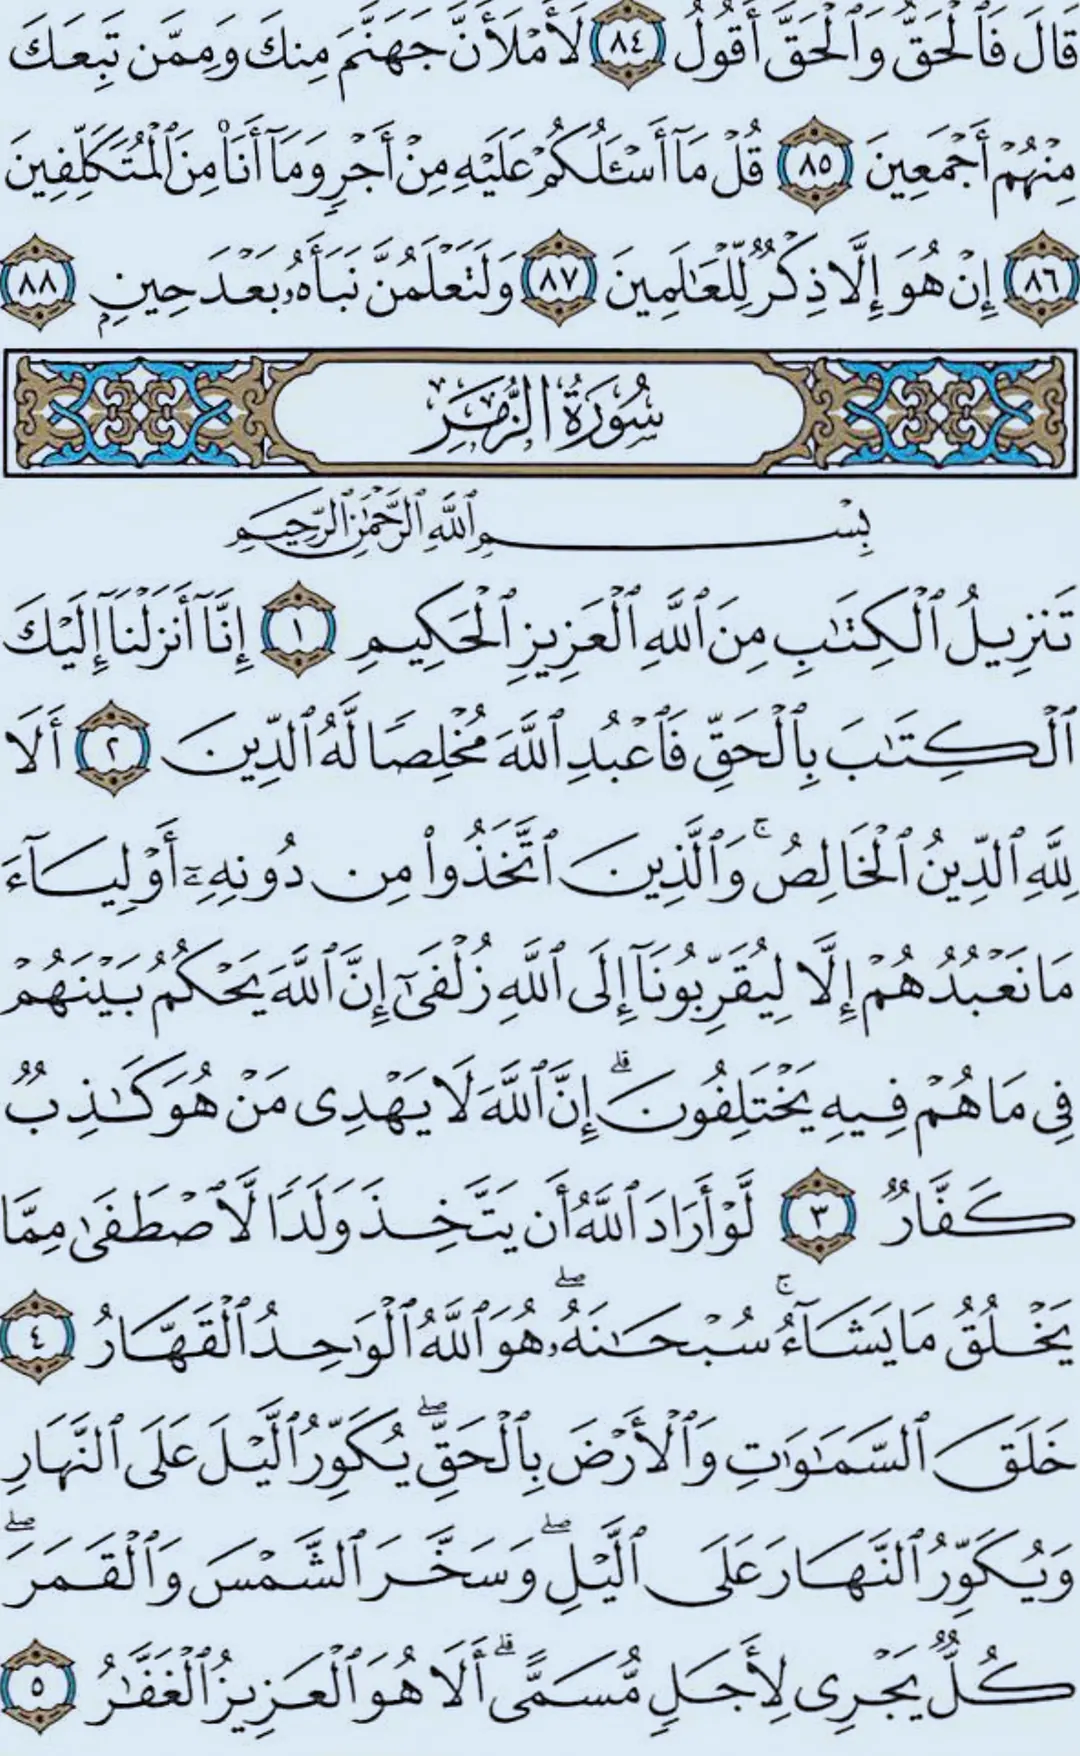 قَالَ فَٱلْحَقُّ وَٱلْحَقَّ أَقُولُ ٨٤ لَأَمْلَأَنَّ جَهَنَّمَ مِنكَ وَمِمَّن تَبِعَكَ
مِنْهُمْ أَجْمَعِينَ ٨٥ قُلْ مَآ أَسْـَٔلُكُمْ عَلَيْهِ مِنْ أَجْرٍ وَمَآ أَنَا۠ مِنَ ٱلْمُتَكَلِّفِينَ
٨٦ إِنْ هُوَ إِلَّا ذِكْرٌ لِّلْعَـٰلَمِينَ ٨٧ وَلَتَعْلَمُنَّ نَبَأَهُۥ بَعْدَ حِينٍۭ ٨٨
سُورَةُ الزُّمَرِ
بِسْمِ ٱللَّهِ ٱلرَّحْمَـٰنِ ٱلرَّحِيمِ
تَنزِيلُ ٱلْكِتَـٰبِ مِنَ ٱللَّهِ ٱلْعَزِيزِ ٱلْحَكِيمِ ١ إِنَّآ أَنزَلْنَآ إِلَيْكَ
ٱلْكِتَـٰبَ بِٱلْحَقِّ فَٱعْبُدِ ٱللَّهَ مُخْلِصًا لَّهُ ٱلدِّينَ ٢ أَلَا
لِلَّهِ ٱلدِّينُ ٱلْخَالِصُ ۚ وَٱلَّذِينَ ٱتَّخَذُوا۟ مِن دُونِهِۦٓ أَوْلِيَآءَ
مَا نَعْبُدُهُمْ إِلَّا لِيُقَرِّبُونَآ إِلَى ٱللَّهِ زُلْفَىٰٓ إِنَّ ٱللَّهَ يَحْكُمُ بَيْنَهُمْ
فِى مَا هُمْ فِيهِ يَخْتَلِفُونَ ۗ إِنَّ ٱللَّهَ لَا يَهْدِى مَنْ هُوَ كَـٰذِبٌ
كَفَّارٌ ٣ لَّوْ أَرَادَ ٱللَّهُ أَن يَتَّخِذَ وَلَدًا لَّٱصْطَفَىٰ مِمَّا
يَخْلُقُ مَا يَشَآءُ ۚ سُبْحَـٰنَهُۥ ۖ هُوَ ٱللَّهُ ٱلْوَٰحِدُ ٱلْقَهَّارُ ٤
خَلَقَ ٱلسَّمَـٰوَٰتِ وَٱلْأَرْضَ بِٱلْحَقِّ ۖ يُكَوِّرُ ٱلَّيْلَ عَلَى ٱلنَّهَارِ
وَيُكَوِّرُ ٱلنَّهَارَ عَلَى ٱلَّيْلِ ۖ وَسَخَّرَ ٱلشَّمْسَ وَٱلْقَمَرَ ۖ
كُلٌّ يَجْرِى لِأَجَلٍ مُّسَمًّى ۗ أَلَا هُوَ ٱلْعَزِيزُ ٱلْغَفَّـٰرُ ٥